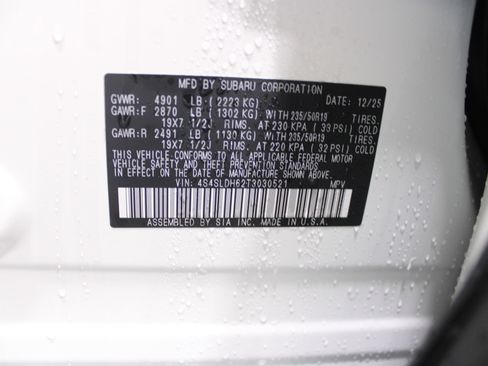 MFD BY SUBARU CORPORATION
GVWR: 4901 LB (2223 KG) DATE: 12/25
GAWR:F 2870 LB (1302 KG) WITH 235/50R19 TIRES,
19X7 1/2J RIMS, AT 230 KPA (33 PSI) COLD
GAWR:R 2491 LB (1130 KG) WITH 235/50R19 TIRES,
19X7 1/2J RIMS, AT 220 KPA (32 PSI) COLD
THIS VEHICLE CONFORMS TO ALL APPLICABLE FEDERAL MOTOR
VEHICLE SAFETY AND THEFT PREVENTION STANDARDS
IN EFFECT ON THE DATE OF MANUFACTURE SHOWN ABOVE.
VIN: 4S4SLDH62T3030521 MPV
ASSEMBLED BY SIA INC. MADE IN U.S.A.